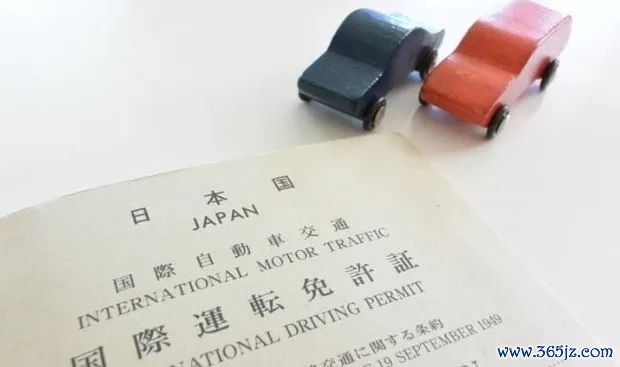 日本国
JAPAN
国際自動車交通
INTERNATIONAL MOTOR TRAFFIC
国際運転免許証
NATIONAL DRIVING PERMIT
交通に関する条約
19 SEPTEMBER 1949
www.365jz.com